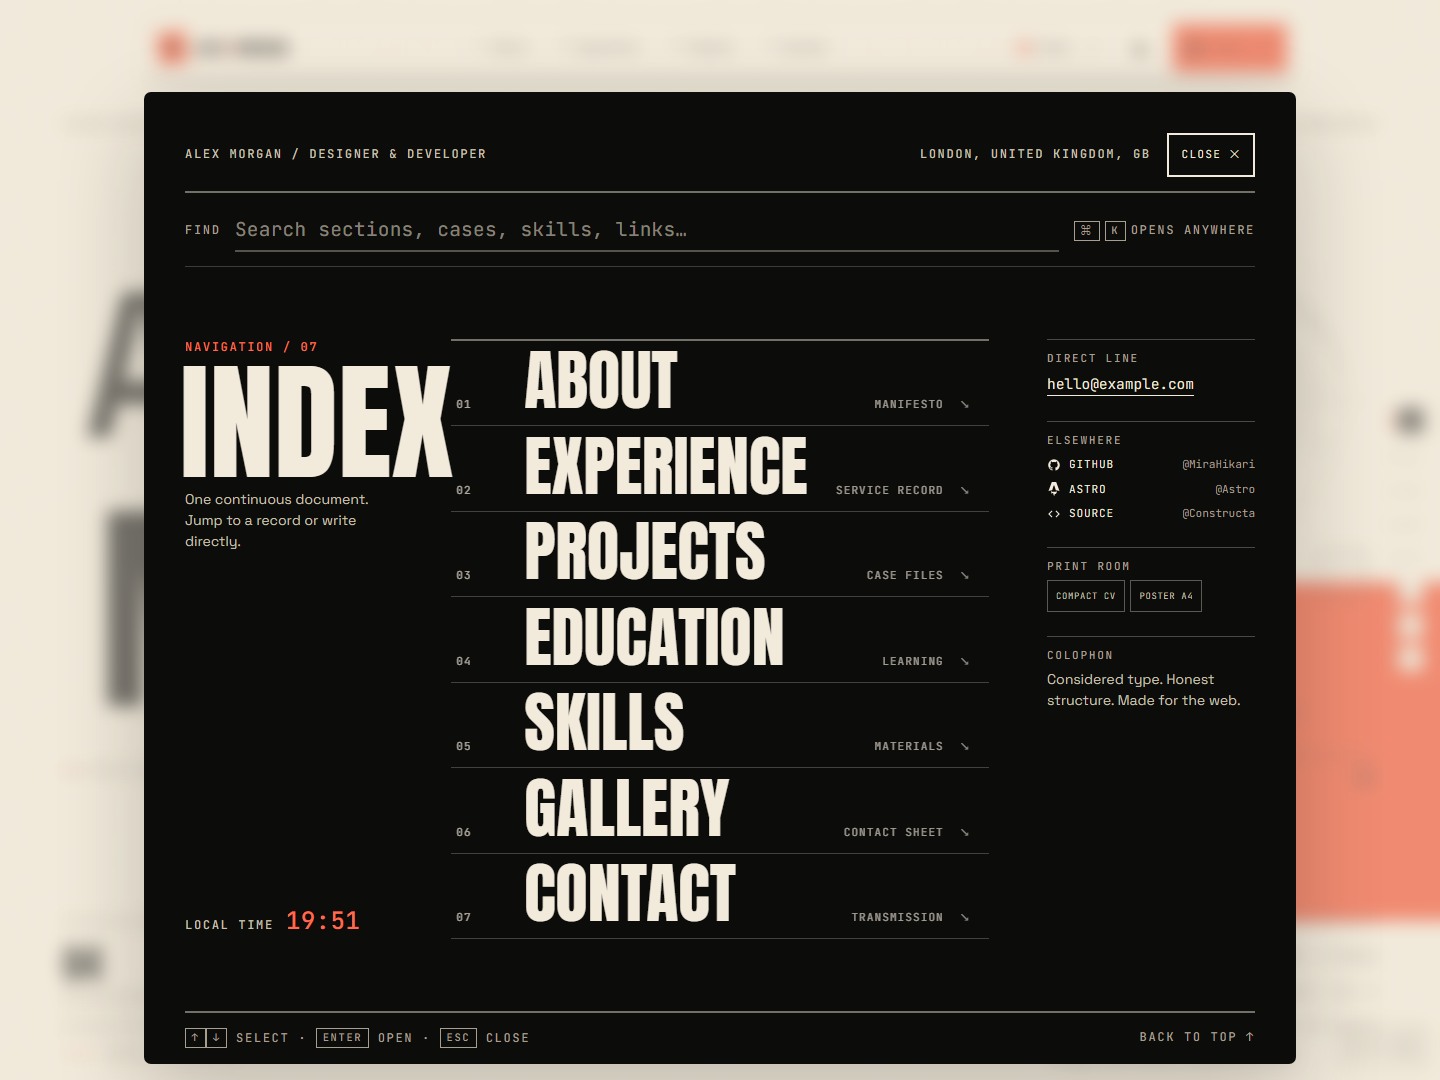 ALEX MORGAN / DESIGNER & DEVELOPER
LONDON, UNITED KINGDOM, GB
CLOSE ×
FIND
Search sections, cases, skills, links…
⌘ K OPENS ANYWHERE
NAVIGATION / 07
INDEX
One continuous document.
Jump to a record or write
directly.
LOCAL TIME 19:51
01 ABOUT MANIFESTO ↘
02 EXPERIENCE SERVICE RECORD ↘
03 PROJECTS CASE FILES ↘
04 EDUCATION LEARNING ↘
05 SKILLS MATERIALS ↘
06 GALLERY CONTACT SHEET ↘
07 CONTACT TRANSMISSION ↘
DIRECT LINE
hello@example.com
ELSEWHERE
GITHUB @MiraHikari
ASTRO @Astro
SOURCE @Constructa
PRINT ROOM
COMPACT CV
POSTER A4
COLOPHON
Considered type. Honest
structure. Made for the web.
↑ ↓ SELECT · ENTER OPEN · ESC CLOSE
BACK TO TOP ↑